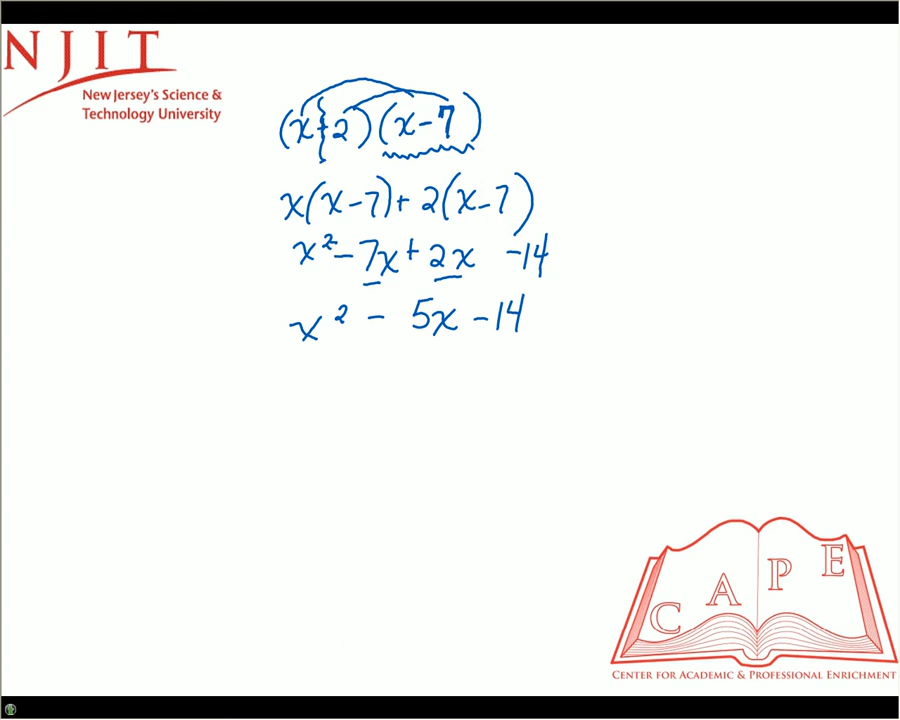 NJIT
New Jersey's Science &
Technology University
(x+2)(x-7)
x(x-7)+2(x-7)
x² - 7x + 2x -14
x² - 5x - 14
CAPE
CENTER FOR ACADEMIC & PROFESSIONAL ENRICHMENT